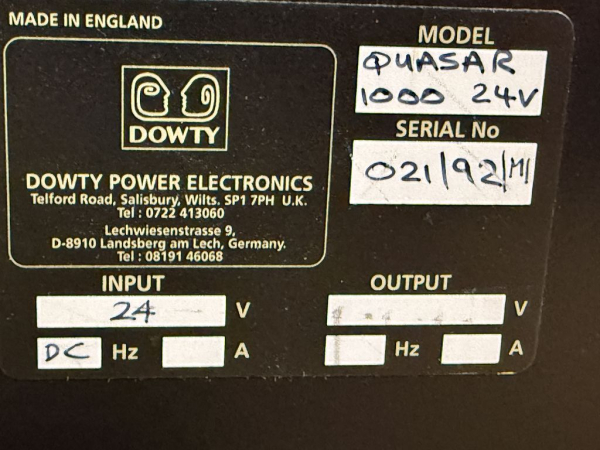 MADE IN ENGLAND
DOWTY
DOWTY POWER ELECTRONICS
Telford Road, Salisbury, Wilts. SP1 7PH U.K.
Tel : 0722 413060
Lechwiesenstrasse 9,
D-8910 Landsberg am Lech, Germany.
Tel : 08191 46068
MODEL
QUASAR
1000 24V
SERIAL No
021/92/M1
INPUT
24 V
DC Hz A
OUTPUT
V
Hz A